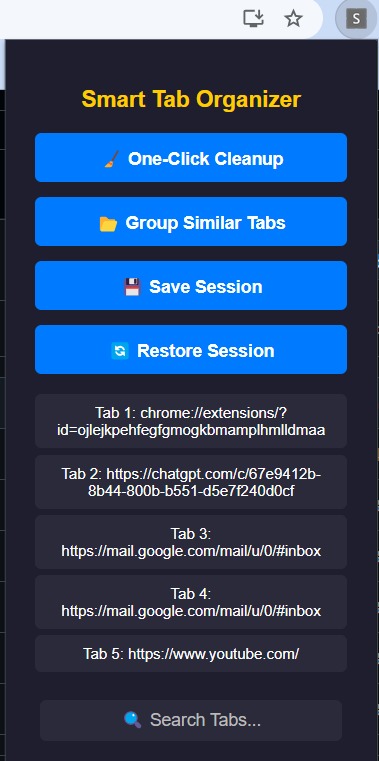 S
Smart Tab Organizer
🧹 One-Click Cleanup
📂 Group Similar Tabs
💾 Save Session
🔄 Restore Session
Tab 1: chrome://extensions/?
id=ojlejkpehfegfgmogkbmamplhmlldmaa
Tab 2: https://chatgpt.com/c/67e9412b-
8b44-800b-b551-d5e7f240d0cf
Tab 3:
https://mail.google.com/mail/u/0/#inbox
Tab 4:
https://mail.google.com/mail/u/0/#inbox
Tab 5: https://www.youtube.com/
🔍 Search Tabs...